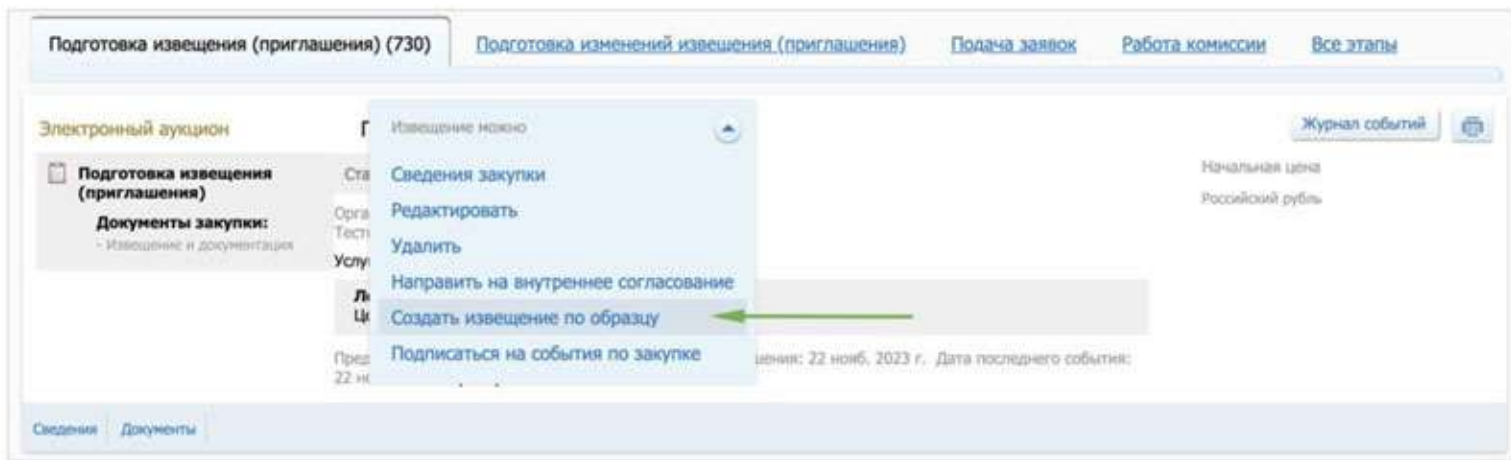 Подготовка извещения (приглашения) (730)
Подготовка изменений извещения (приглашения)
Подача заявок
Работа комиссии
Все этапы
Электронный аукцион
Извещение можно
Журнал событий
Подготовка извещения
(приглашения)
Документы закупки:
- Извещение и документация
Сведения закупки
Редактировать
Удалить
Направить на внутреннее согласование
Создать извещение по образцу
Подписаться на события по закупке
Начальная цена
Российский рубль
22 нояб. 2023 г. Дата последнего события:
Сведения
Документы